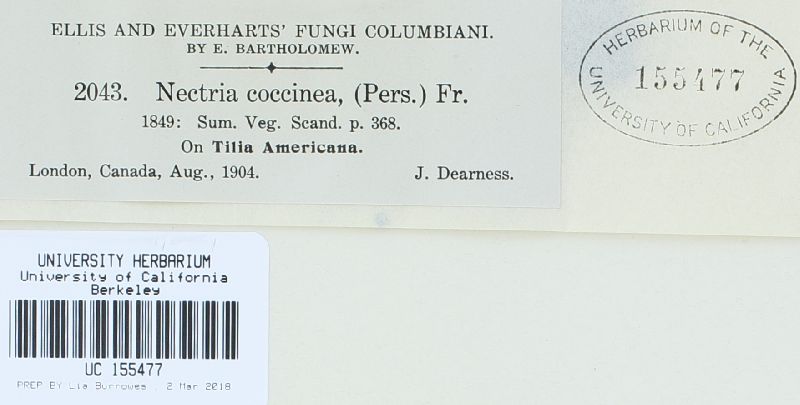 ELLIS AND EVERHARTS' FUNGI COLUMBIANI.
BY E. BARTHOLOMEW.
2043. Nectria coccinea, (Pers.) Fr.
1849: Sum. Veg. Scand. p. 368.
On Tilia Americana.
London, Canada, Aug., 1904. J. Dearness.
HERBARIUM OF THE
155477
UNIVERSITY OF CALIFORNIA
UNIVERSITY HERBARIUM
University of California
Berkeley
UC 155477
PREP BY Lia Burrowes , 2 Mar 2018